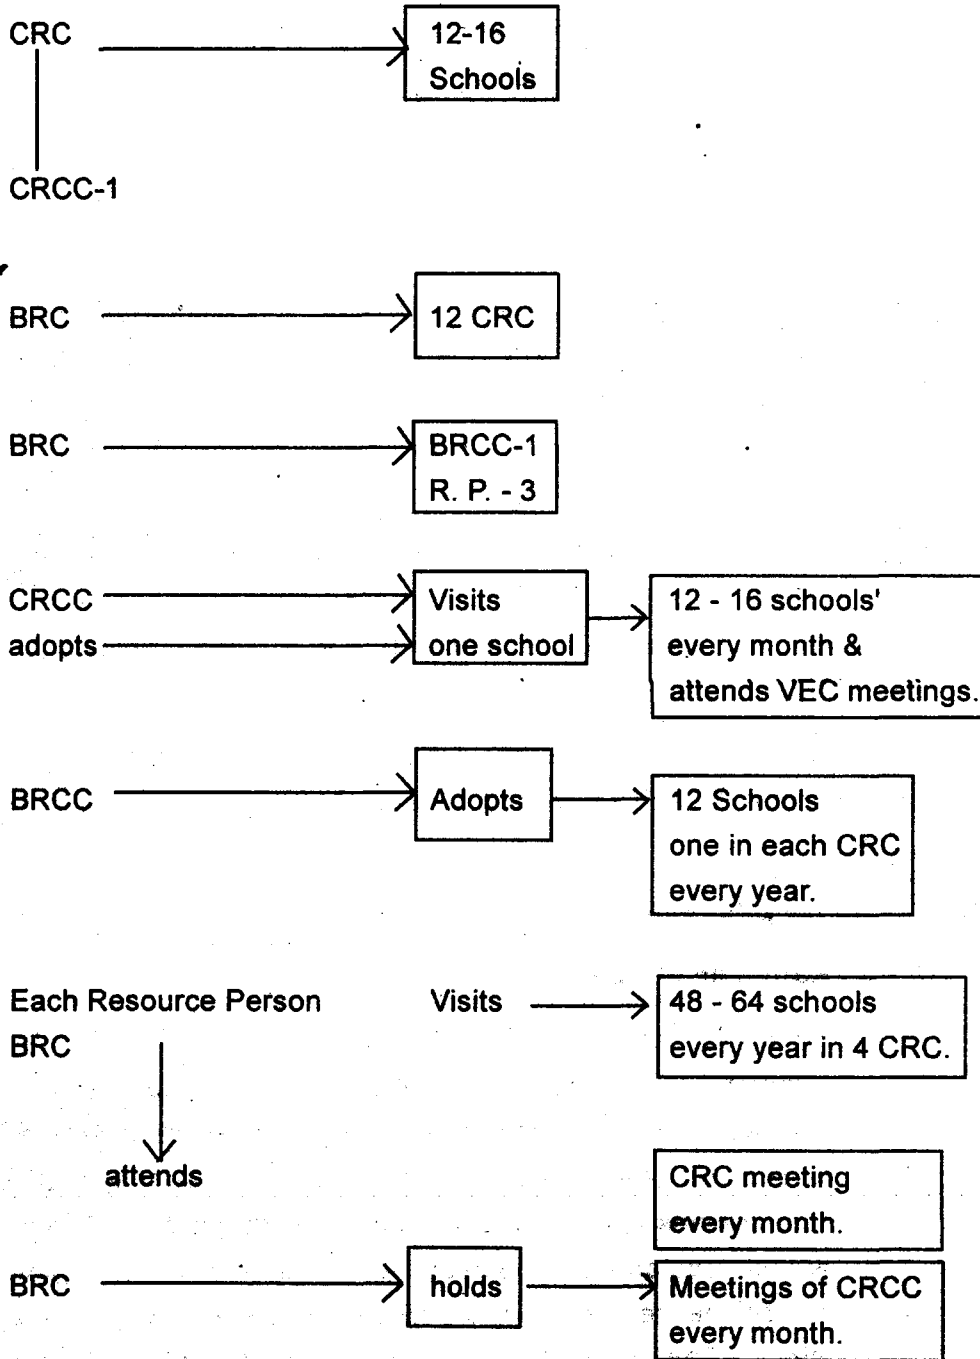 CRC
12-16
Schools
CRCC-1
BRC
12 CRC
BRC
BRCC-1
R. P. - 3
CRCC
adopts
Visits
one school
12 - 16 schools'
every month &
attends VEC meetings.
BRCC
Adopts
12 Schools
one in each CRC
every year.
Each Resource Person
BRC
Visits
48 - 64 schools
every year in 4 CRC.
attends
CRC meeting
every month.
BRC
holds
Meetings of CRCC
every month.